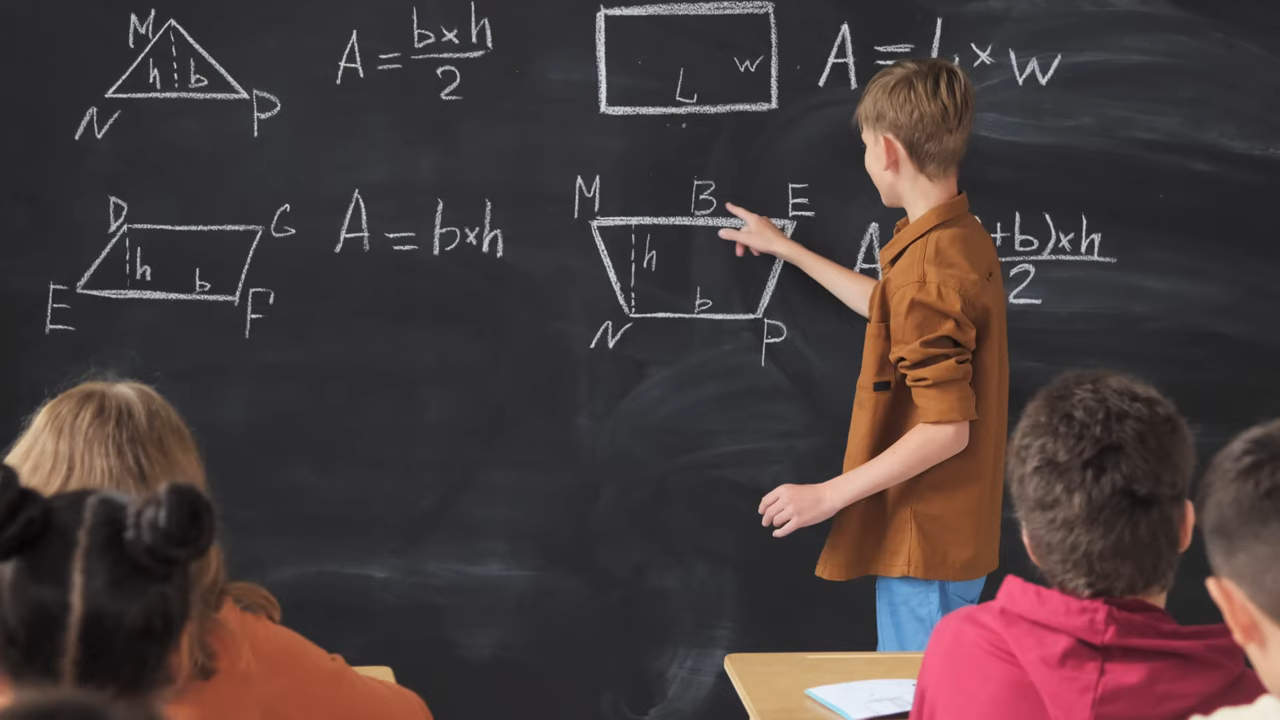 M
h b
N P
A = b×h
2
L w
A = L × w
D G
h b
E F
A = b×h
M B E
h
b
N P
A +b)×h
2